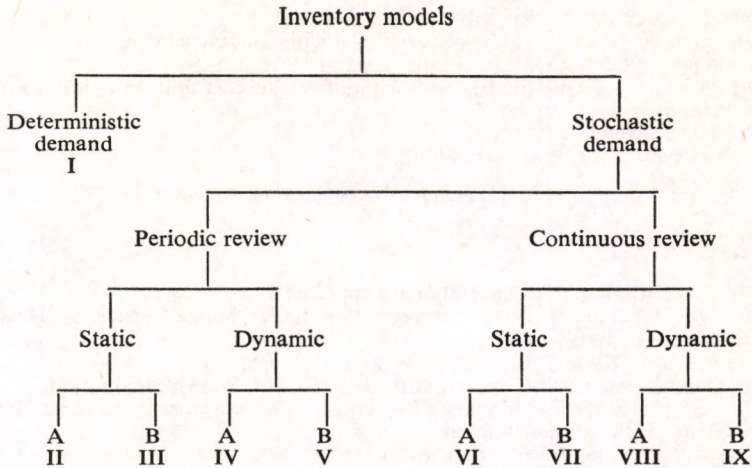 Inventory models
Deterministic
demand
I
Stochastic
demand
Periodic review
Continuous review
Static
Dynamic
Static
Dynamic
A B A B A B A B
II III IV V VI VII VIII IX